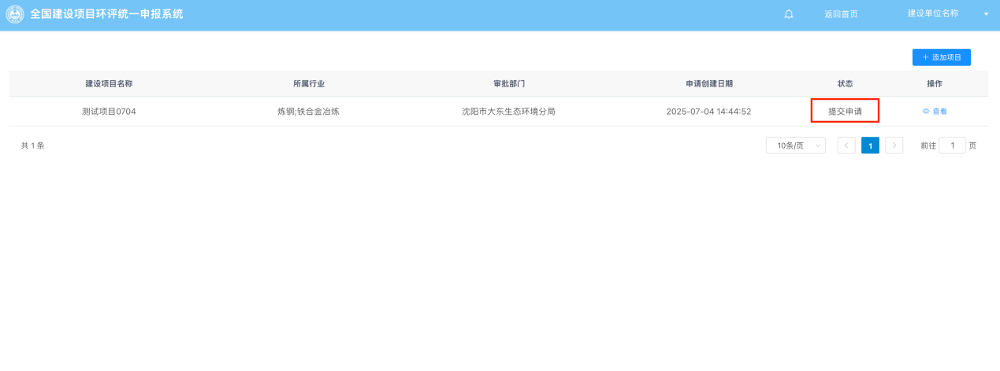 全国建设项目环评统一申报系统 返回首页 建设单位名称
+ 添加项目
建设项目名称 所属行业 审批部门 申请创建日期 状态 操作
测试项目0704 炼钢;铁合金冶炼 沈阳市大东生态环境分局 2025-07-04 14:44:52 提交申请 查看
共 1 条 10条/页 1 前往 1 页